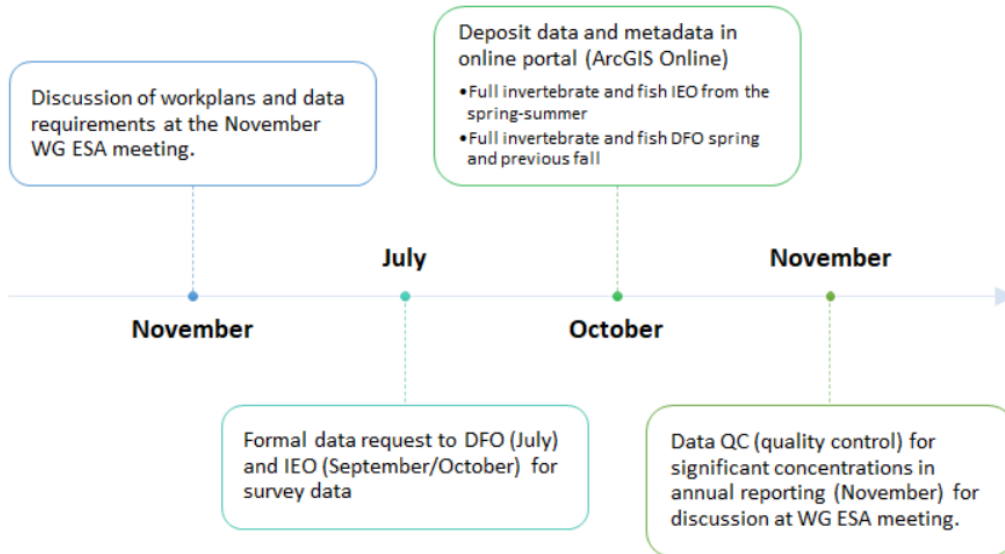 Discussion of workplans and data
requirements at the November
WG ESA meeting.
Deposit data and metadata in
online portal (ArcGIS Online)
•Full invertebrate and fish IEO from the
spring-summer
•Full invertebrate and fish DFO spring
and previous fall
July
November
November
October
Formal data request to DFO (July)
and IEO (September/October) for
survey data
Data QC (quality control) for
significant concentrations in
annual reporting (November) for
discussion at WG ESA meeting.